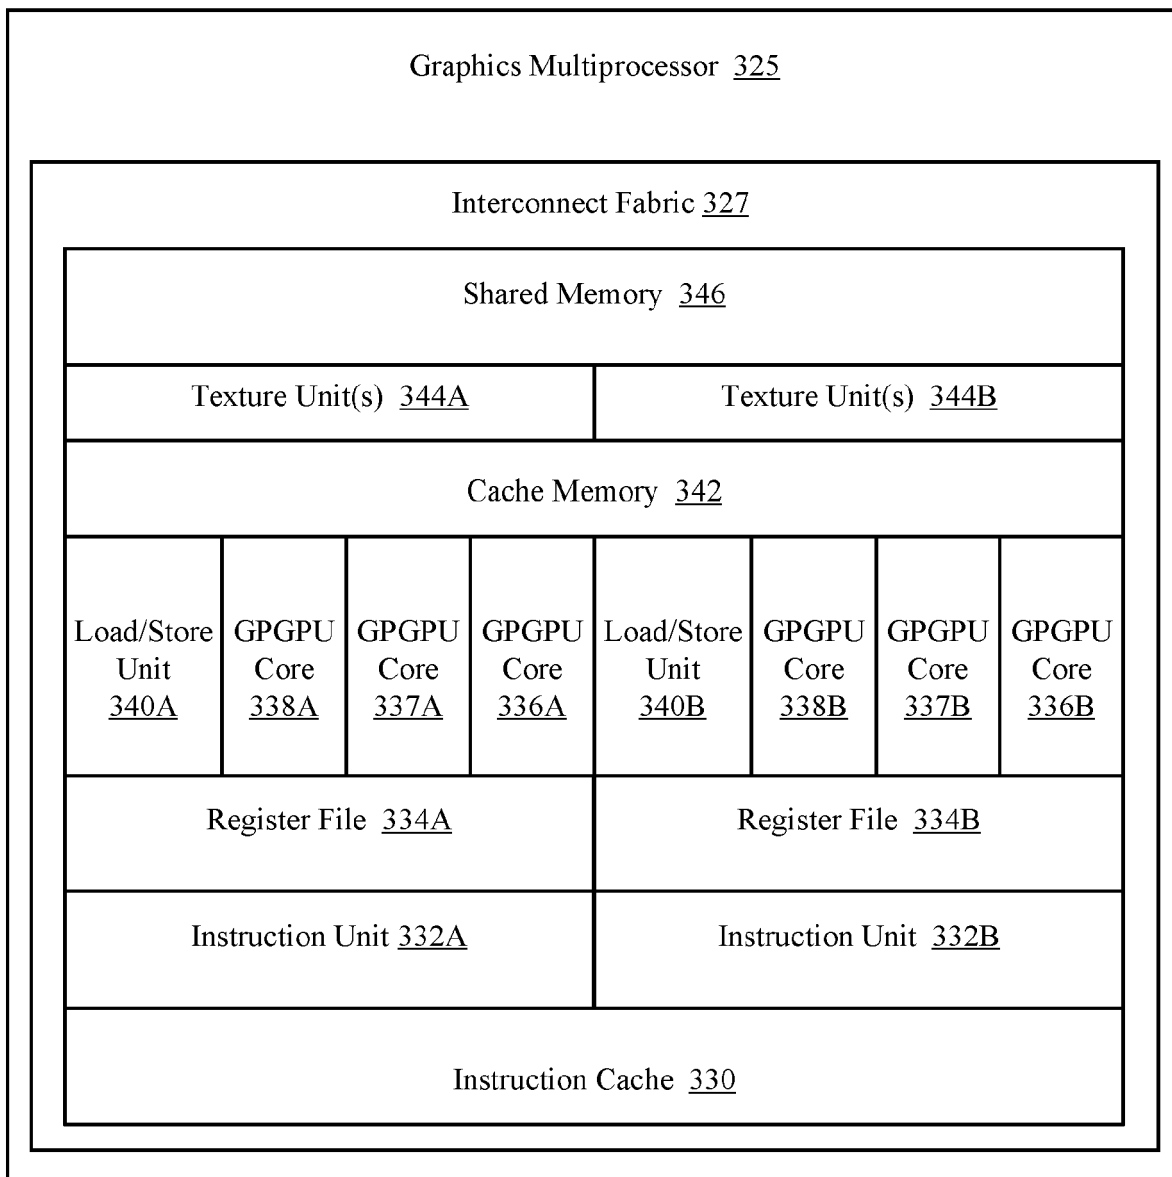 Graphics Multiprocessor 325
Interconnect Fabric 327
Shared Memory 346
Texture Unit(s) 344A
Texture Unit(s) 344B
Cache Memory 342
Load/Store
Unit
340A
GPGPU
Core
338A
GPGPU
Core
337A
GPGPU
Core
336A
Load/Store
Unit
340B
GPGPU
Core
338B
GPGPU
Core
337B
GPGPU
Core
336B
Register File 334A
Register File 334B
Instruction Unit 332A
Instruction Unit 332B
Instruction Cache 330